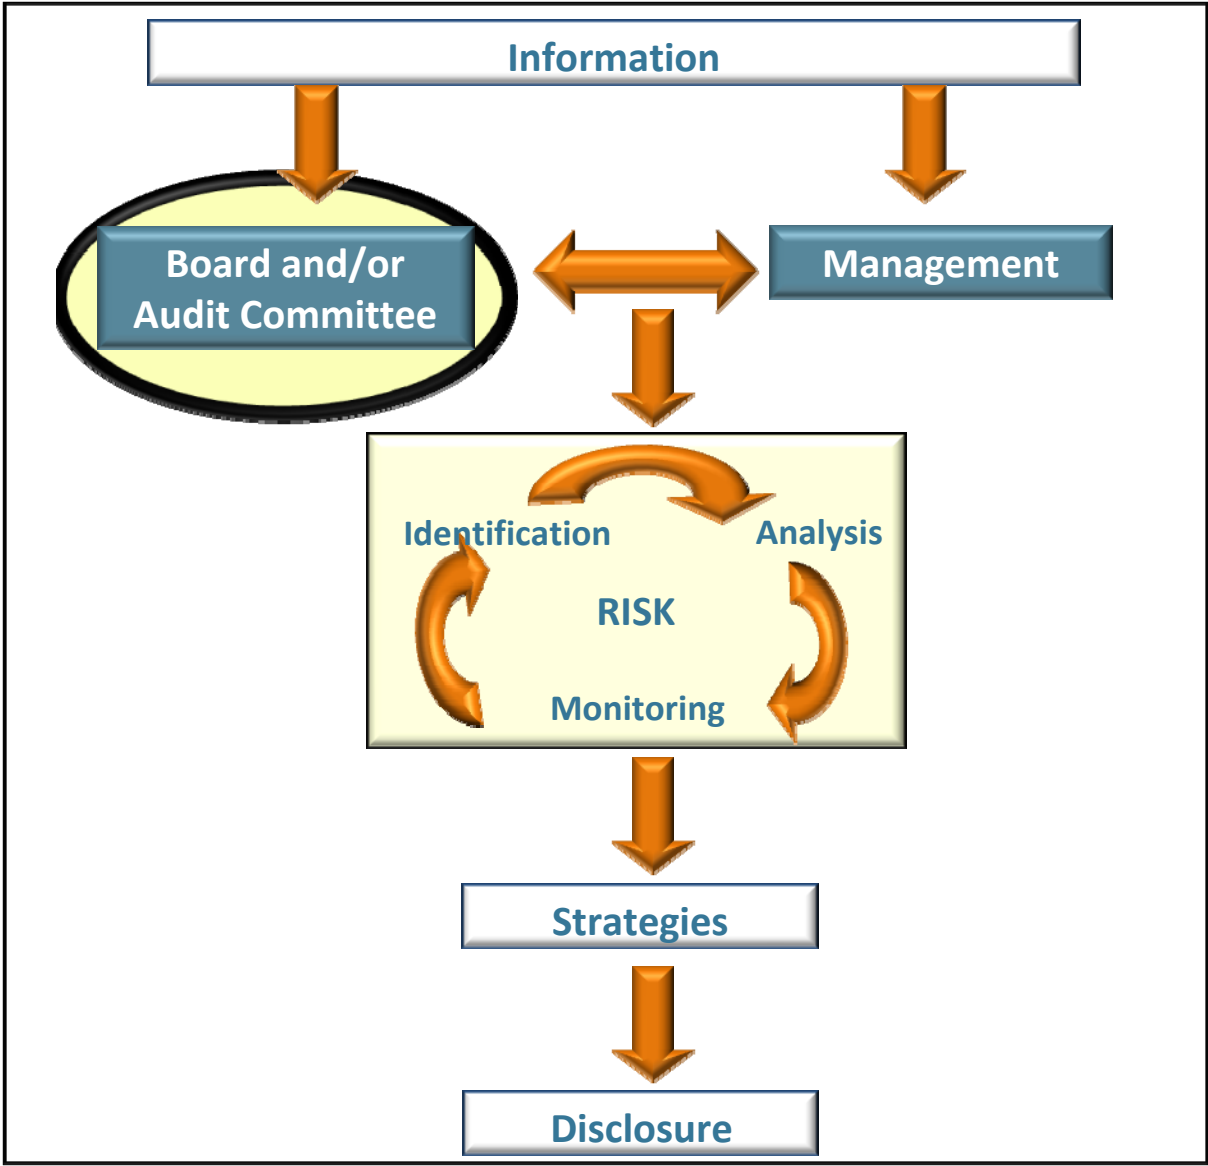 Information
Board and/or
Audit Committee
Management
Identification
Analysis
RISK
Monitoring
Strategies
Disclosure